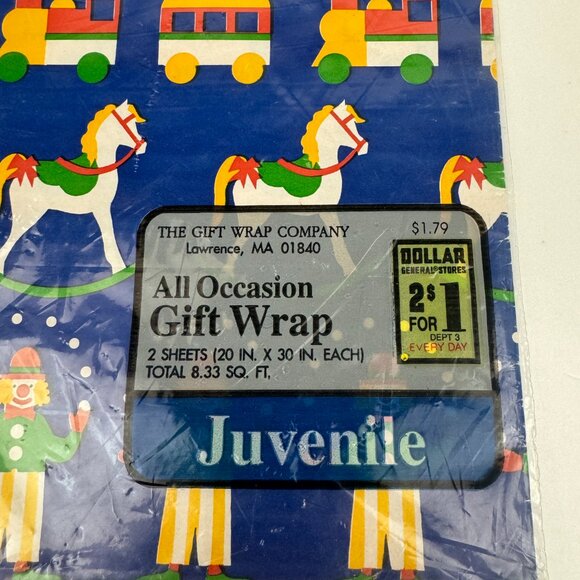 THE GIFT WRAP COMPANY
Lawrence, MA 01840
$1.79
All Occasion
Gift Wrap
2 SHEETS (20 IN. X 30 IN. EACH)
TOTAL 8.33 SQ. FT.
DOLLAR
GENERAL STORES
2 $1
FOR
DEPT 3
EVERY DAY
Juvenile